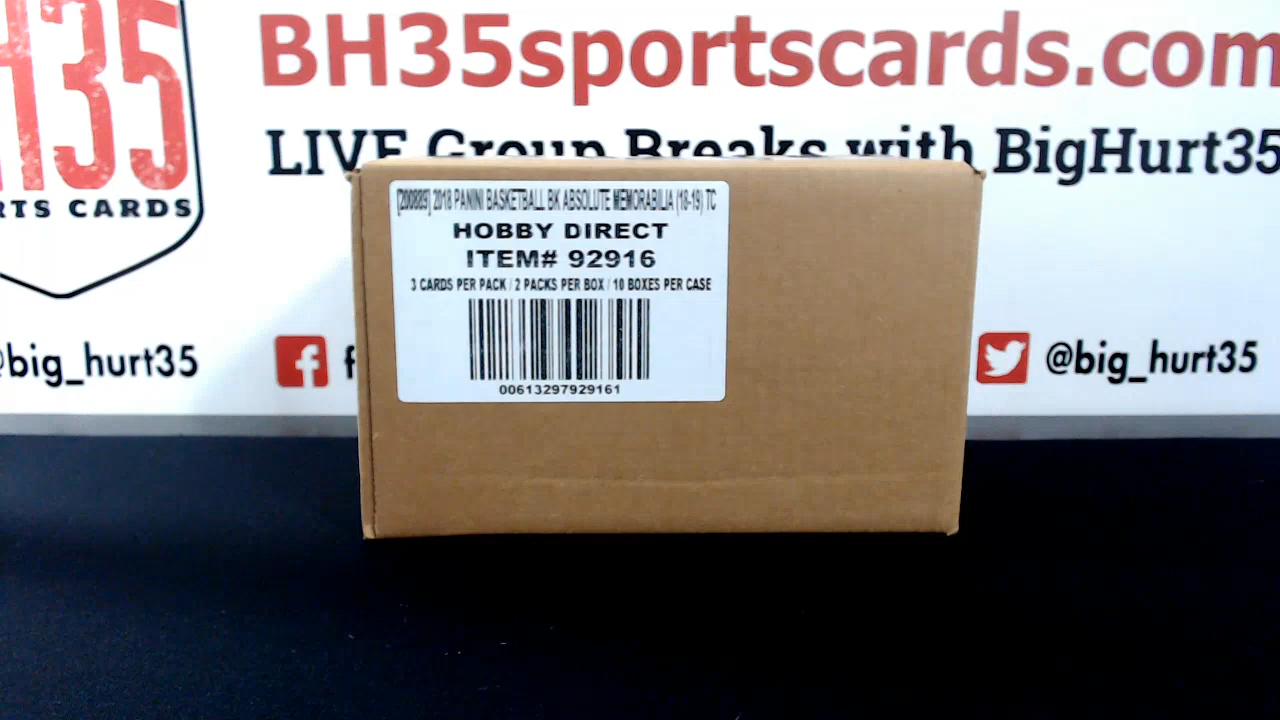 H35
RTS CARDS
BH35sportscards.com
LIVE Group Breaks with BigHurt35
@big_hurt35
f
@big_hurt35
[200889] 2018 PANINI BASKETBALL BK ABSOLUTE MEMORABILIA (18-19) TC
HOBBY DIRECT
ITEM# 92916
3 CARDS PER PACK / 2 PACKS PER BOX / 10 BOXES PER CASE
00613297929161